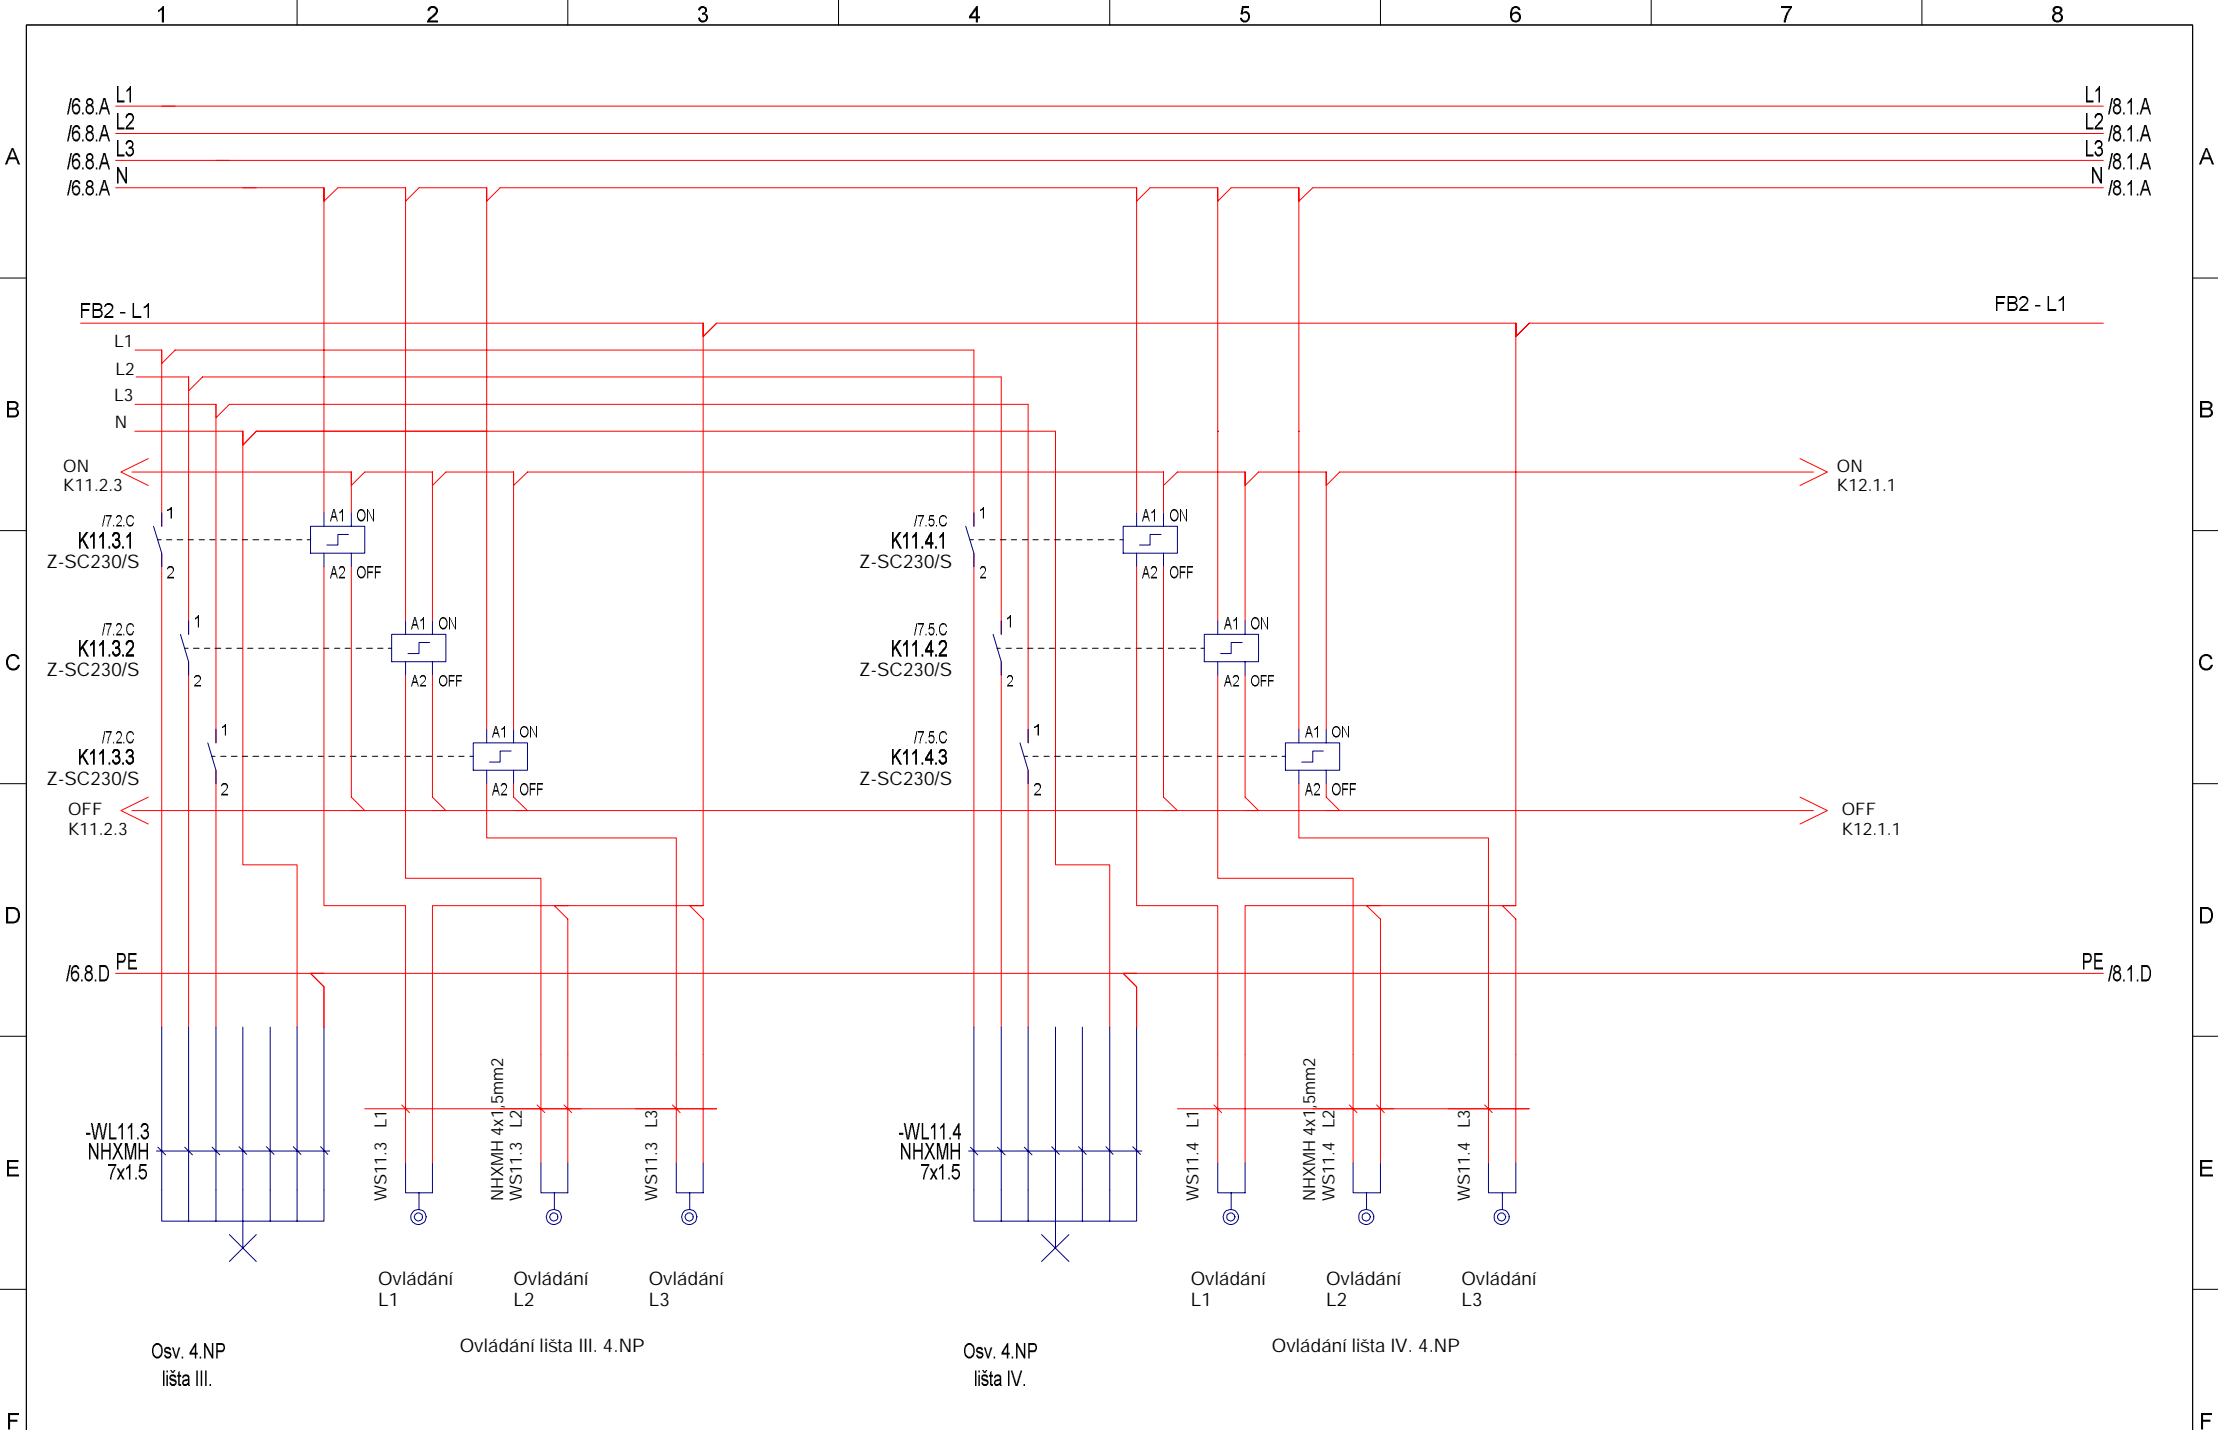 1 2 3 4 5 6 7 8
/6.8.A L1 L1 /8.1.A
/6.8.A L2 L2 /8.1.A
/6.8.A L3 L3 /8.1.A
A A
/6.8.A N N /8.1.A
FB2 - L1 FB2 - L1
L1
L2
L3
B B
N
ON ON
K11.2.3 K12.1.1
/7.2.C 1 A1 ON /7.5.C 1 A1 ON
K11.3.1 K11.4.1
Z-SC230/S Z-SC230/S
2 A2 OFF 2 A2 OFF
/7.2.C 1 A1 ON /7.5.C 1 A1 ON
K11.3.2 K11.4.2
C C
Z-SC230/S Z-SC230/S
2 A2 OFF 2 A2 OFF
/7.2.C 1 A1 ON /7.5.C 1 A1 ON
K11.3.3 K11.4.3
Z-SC230/S Z-SC230/S
2 A2 OFF 2 A2 OFF
OFF OFF
K11.2.3 K12.1.1
D D
/6.8.D PE PE /8.1.D
-WL11.3
NHXMH
7x1.5
WS11.3 L1
NHXMH 4x1,5mm2
WS11.3 L2
WS11.3 L3
-WL11.4
NHXMH
7x1.5
WS11.4 L1
NHXMH 4x1,5mm2
WS11.4 L2
WS11.4 L3
E E
Ovládání L1
Ovládání L2
Ovládání L3
Ovládání L1
Ovládání L2
Ovládání L3
Osv. 4.NP
lišta III.
Ovládání lišta III. 4.NP
Osv. 4.NP
lišta IV.
Ovládání lišta IV. 4.NP
F F